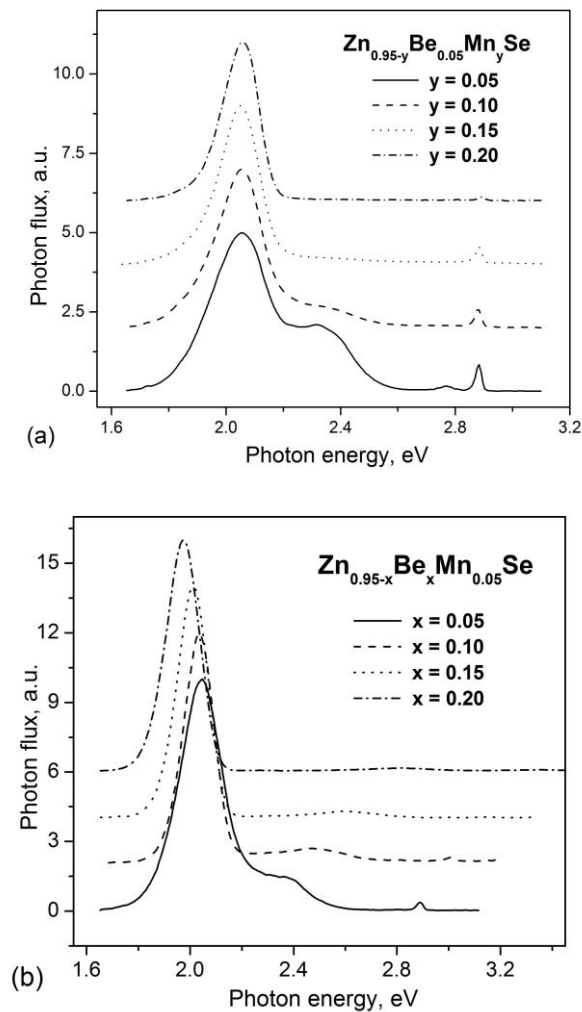 Zn0.95-yBe0.05MnySe
y = 0.05
y = 0.10
y = 0.15
y = 0.20
10.0
7.5
5.0
2.5
0.0
Photon flux, a.u.
1.6 2.0 2.4 2.8 3.2
Photon energy, eV
(a)
Zn0.95-xBexMn0.05Se
x = 0.05
x = 0.10
x = 0.15
x = 0.20
15
12
9
6
3
0
Photon flux, a.u.
1.6 2.0 2.4 2.8 3.2
Photon energy, eV
(b)